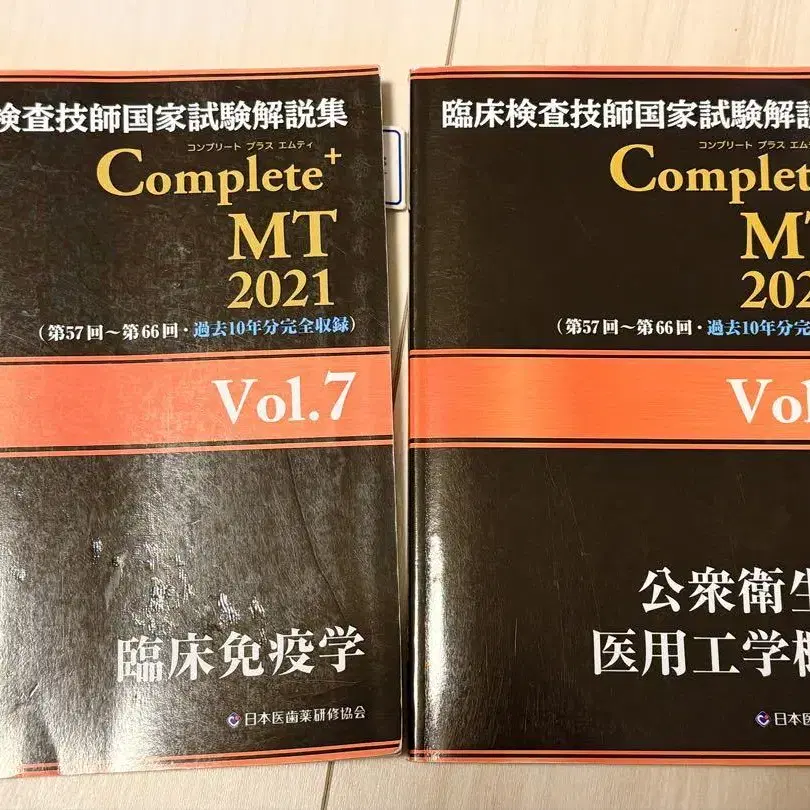 検査技師国家試験解説集
コンプリート プラス エムティ
Complete+
MT
2021
(第57回~第66回・過去10年分完全収録)
Vol.7
臨床免疫学
日本医歯薬研修協会
臨床検査技師国家試験解説
コンプリート プラス エム
Complet
M
202
(第57回~第66回・過去10年分完
Vol
公衆衛生
医用工学概
日本医